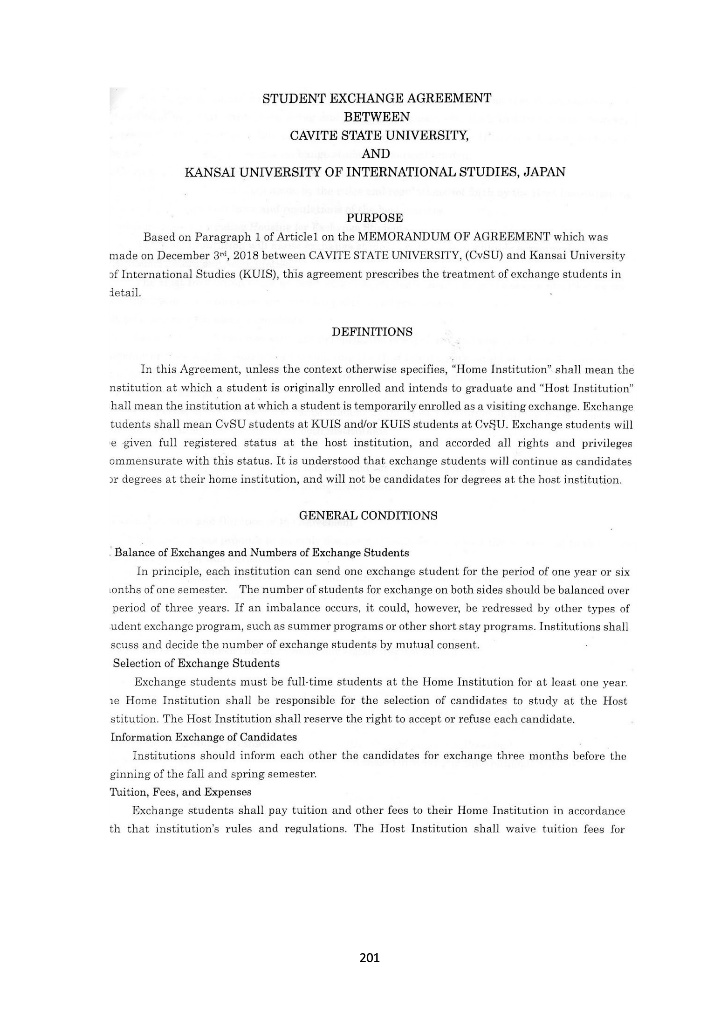 STUDENT EXCHANGE AGREEMENT
BETWEEN
CAVITE STATE UNIVERSITY,
AND
KANSAI UNIVERSITY OF INTERNATIONAL STUDIES, JAPAN
PURPOSE
Based on Paragraph 1 of Article1 on the MEMORANDUM OF AGREEMENT which was
made on December 3rd, 2018 between CAVITE STATE UNIVERSITY, (CvSU) and Kansai University
of International Studies (KUIS), this agreement prescribes the treatment of exchange students in
detail.
DEFINITIONS
In this Agreement, unless the context otherwise specifies, "Home Institution" shall mean the
nstitution at which a student is originally enrolled and intends to graduate and "Host Institution"
hall mean the institution at which a student is temporarily enrolled as a visiting exchange. Exchange
tudents shall mean CvSU students at KUIS and/or KUIS students at CvSU. Exchange students will
e given full registered status at the host institution, and accorded all rights and privileges
ommensurate with this status. It is understood that exchange students will continue as candidates
or degrees at their home institution, and will not be candidates for degrees at the host institution.
GENERAL CONDITIONS
Balance of Exchanges and Numbers of Exchange Students
In principle, each institution can send one exchange student for the period of one year or six
onths of one semester. The number of students for exchange on both sides should be balanced over
period of three years. If an imbalance occurs, it could, however, be redressed by other types of
udent exchange program, such as summer programs or other short stay programs. Institutions shall
scuss and decide the number of exchange students by mutual consent.
Selection of Exchange Students
Exchange students must be full-time students at the Home Institution for at least one year.
he Home Institution shall be responsible for the selection of candidates to study at the Host
stitution. The Host Institution shall reserve the right to accept or refuse each candidate.
Information Exchange of Candidates
Institutions should inform each other the candidates for exchange three months before the
ginning of the fall and spring semester.
Tuition, Fees, and Expenses
Exchange students shall pay tuition and other fees to their Home Institution in accordance
th that institution's rules and regulations. The Host Institution shall waive tuition fees for
201